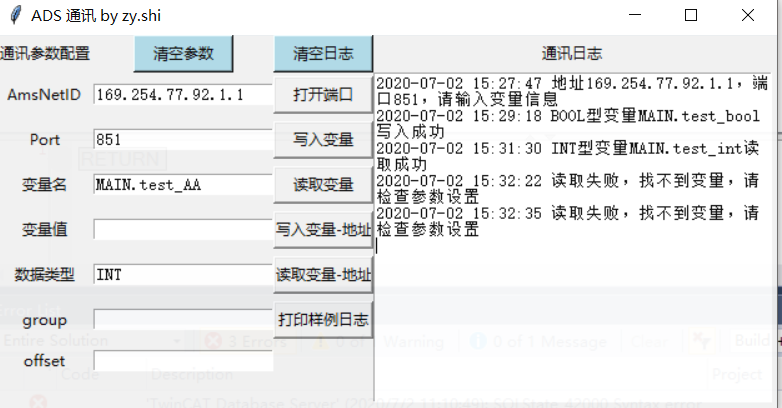 ADS 通讯 by zy.shi
通讯参数配置 清空参数 清空日志 通讯日志
AmsNetID 169.254.77.92.1.1 打开端口
Port 851 写入变量
变量名 MAIN.test_AA 读取变量
变量值 写入变量-地址
数据类型 INT 读取变量-地址
group 打印样例日志
offset
2020-07-02 15:27:47 地址169.254.77.92.1.1，端
口851，请输入变量信息
2020-07-02 15:29:18 BOOL型变量MAIN.test_bool
写入成功
2020-07-02 15:31:30 INT型变量MAIN.test_int读
取成功
2020-07-02 15:32:22 读取失败，找不到变量，请
检查参数设置
2020-07-02 15:32:35 读取失败，找不到变量，请
检查参数设置
RETURN
Entire Solution 3 Errors 0 of Warning 0 of 1 Message Clear Build
Code Description Project
'TwinCAT Database Server' (2020/7/2 11:10:49): SQLState 42000 Syntax error